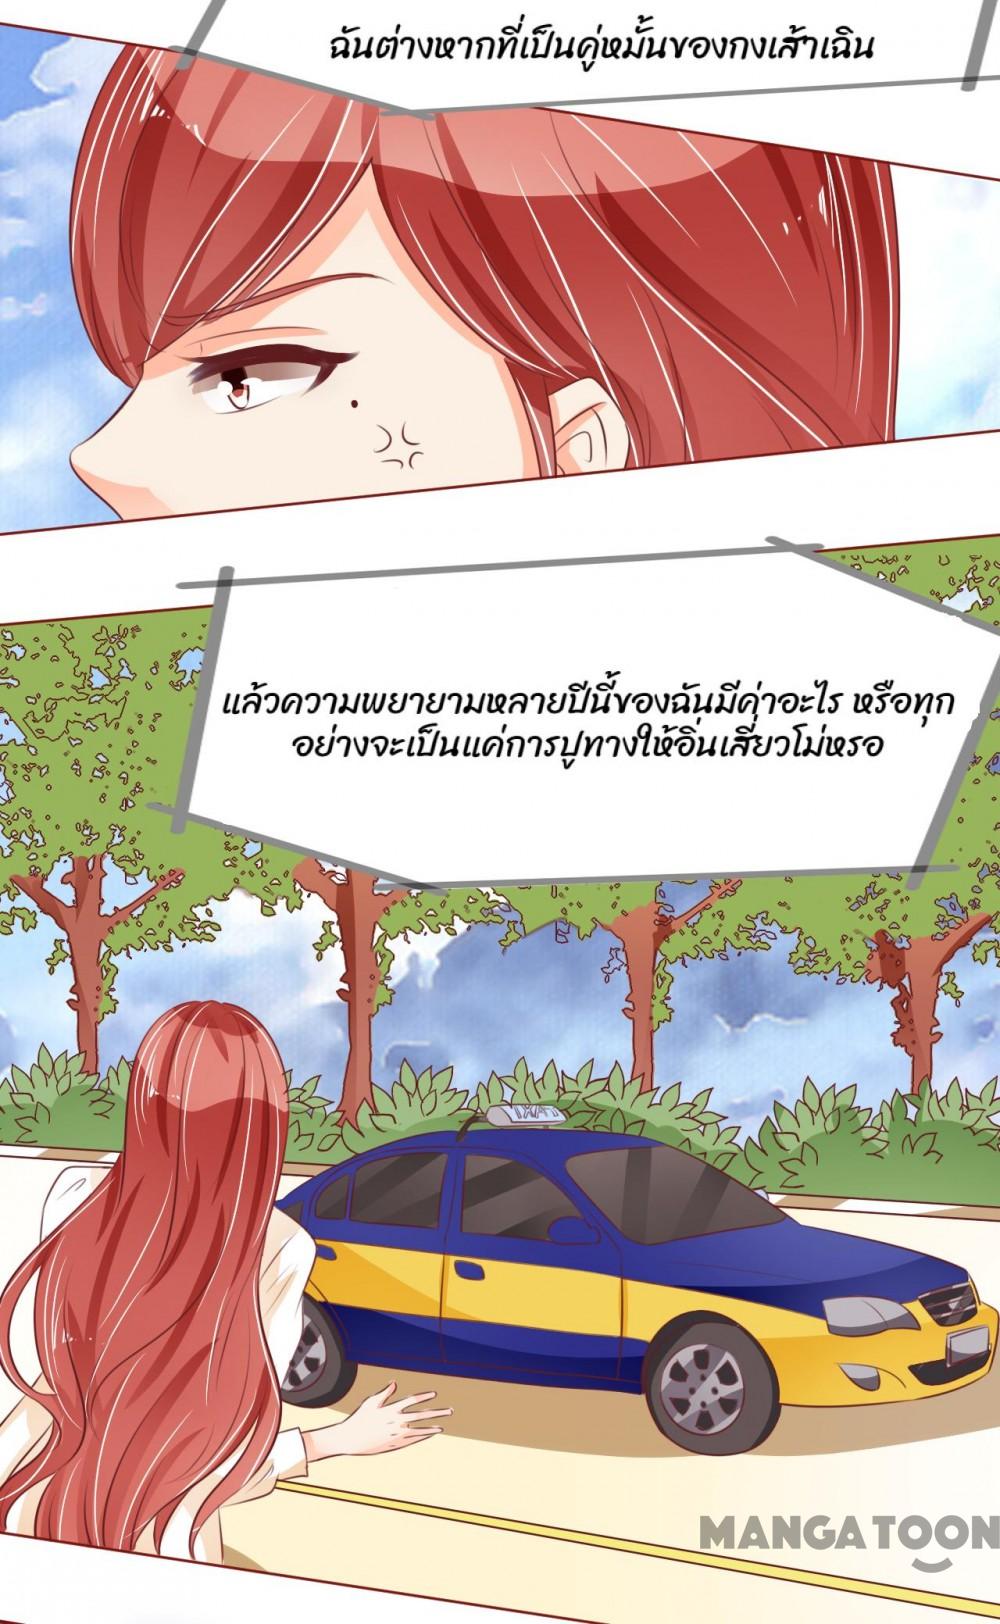 ฉันต่างหากที่เป็นคู่หมั้นของกงเส้าเฉิน
แล้วความพยายามหลายปีนี้ของฉันมีค่าอะไร หรือทุก
อย่างจะเป็นแค่การปูทางให้อิ่นเสี่ยวโม่หรอ
MANGA TOON